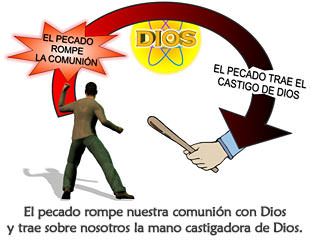 EL PECADO
ROMPE
LA COMUNIÓN
DIOS
EL PECADO TRAE EL
CASTIGO DE DIOS
El pecado rompe nuestra comunión con Dios
y trae sobre nosotros la mano castigadora de Dios.